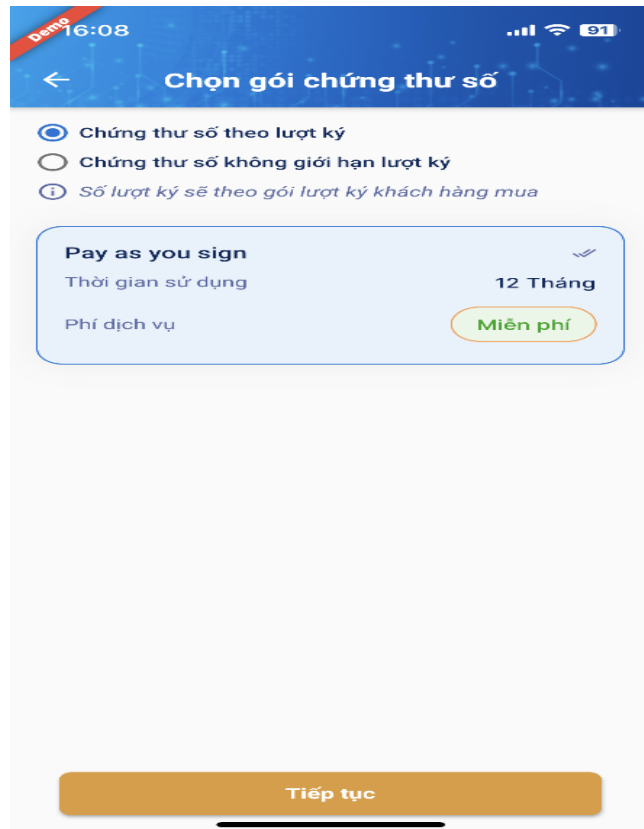 Demo
16:08
91
Chọn gói chứng thư số
Chứng thư số theo lượt ký
Chứng thư số không giới hạn lượt ký
Số lượt ký sẽ theo gói lượt ký khách hàng mua
Pay as you sign
Thời gian sử dụng 12 Tháng
Phí dịch vụ Miễn phí
Tiếp tục